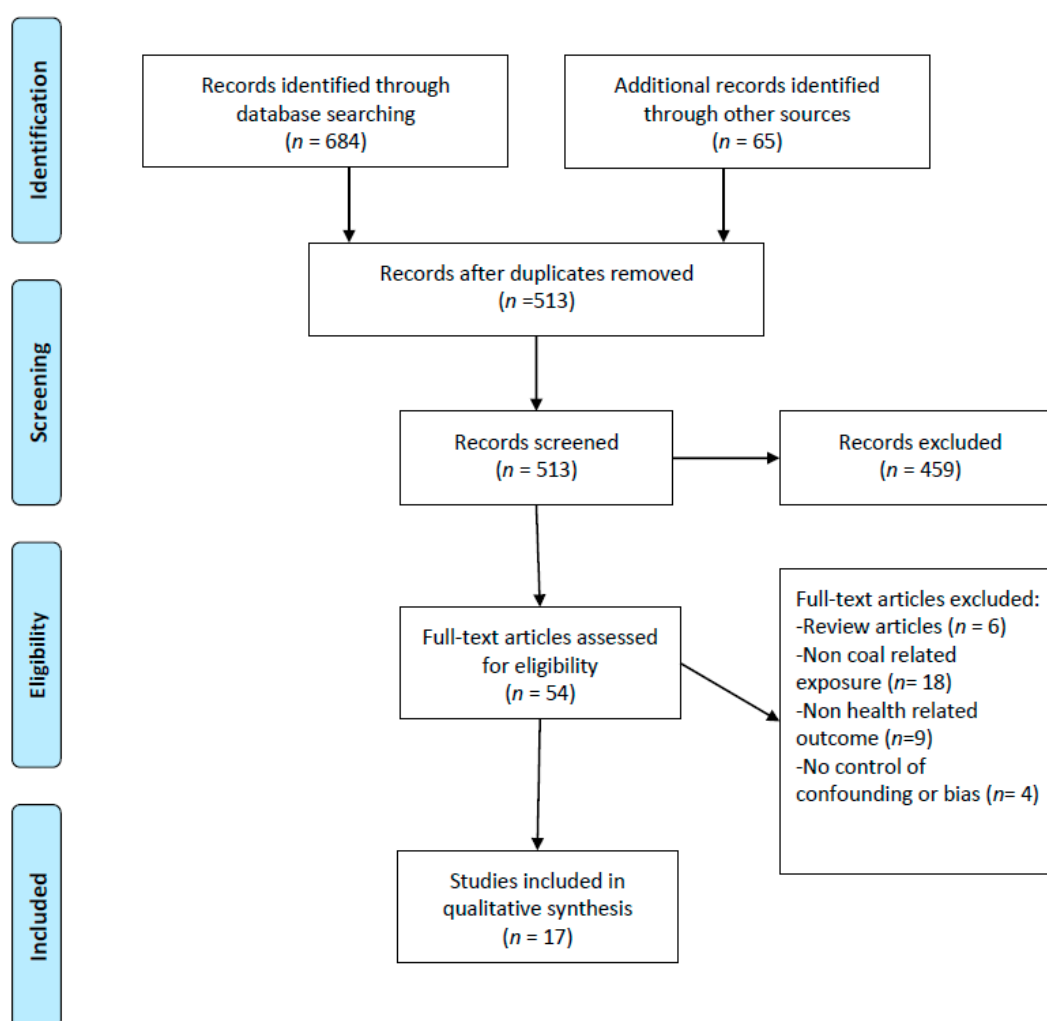 Identification
Records identified through
database searching
(n = 684)
Additional records identified
through other sources
(n = 65)
Records after duplicates removed
(n =513)
Screening
Records screened
(n = 513)
Records excluded
(n = 459)
Eligibility
Full-text articles assessed
for eligibility
(n = 54)
Full-text articles excluded:
-Review articles (n = 6)
-Non coal related
exposure (n= 18)
-Non health related
outcome (n=9)
-No control of
confounding or bias (n= 4)
Included
Studies included in
qualitative synthesis
(n = 17)